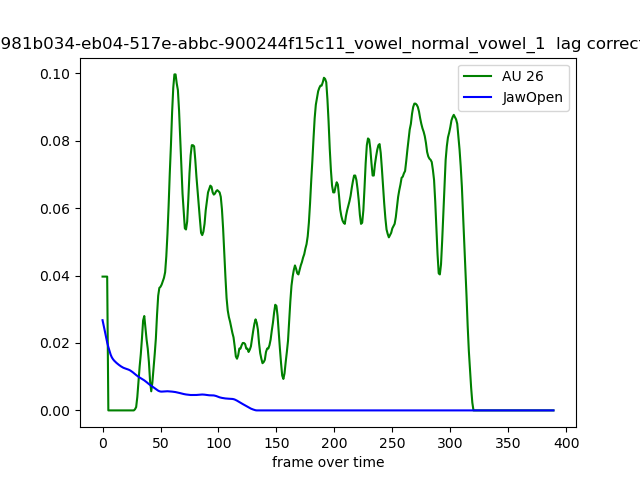 981b034-eb04-517e-abbc-900244f15c11_vowel_normal_vowel_1 lag correct
AU 26
JawOpen
0.10
0.08
0.06
0.04
0.02
0.00
0 50 100 150 200 250 300 350 400
frame over time